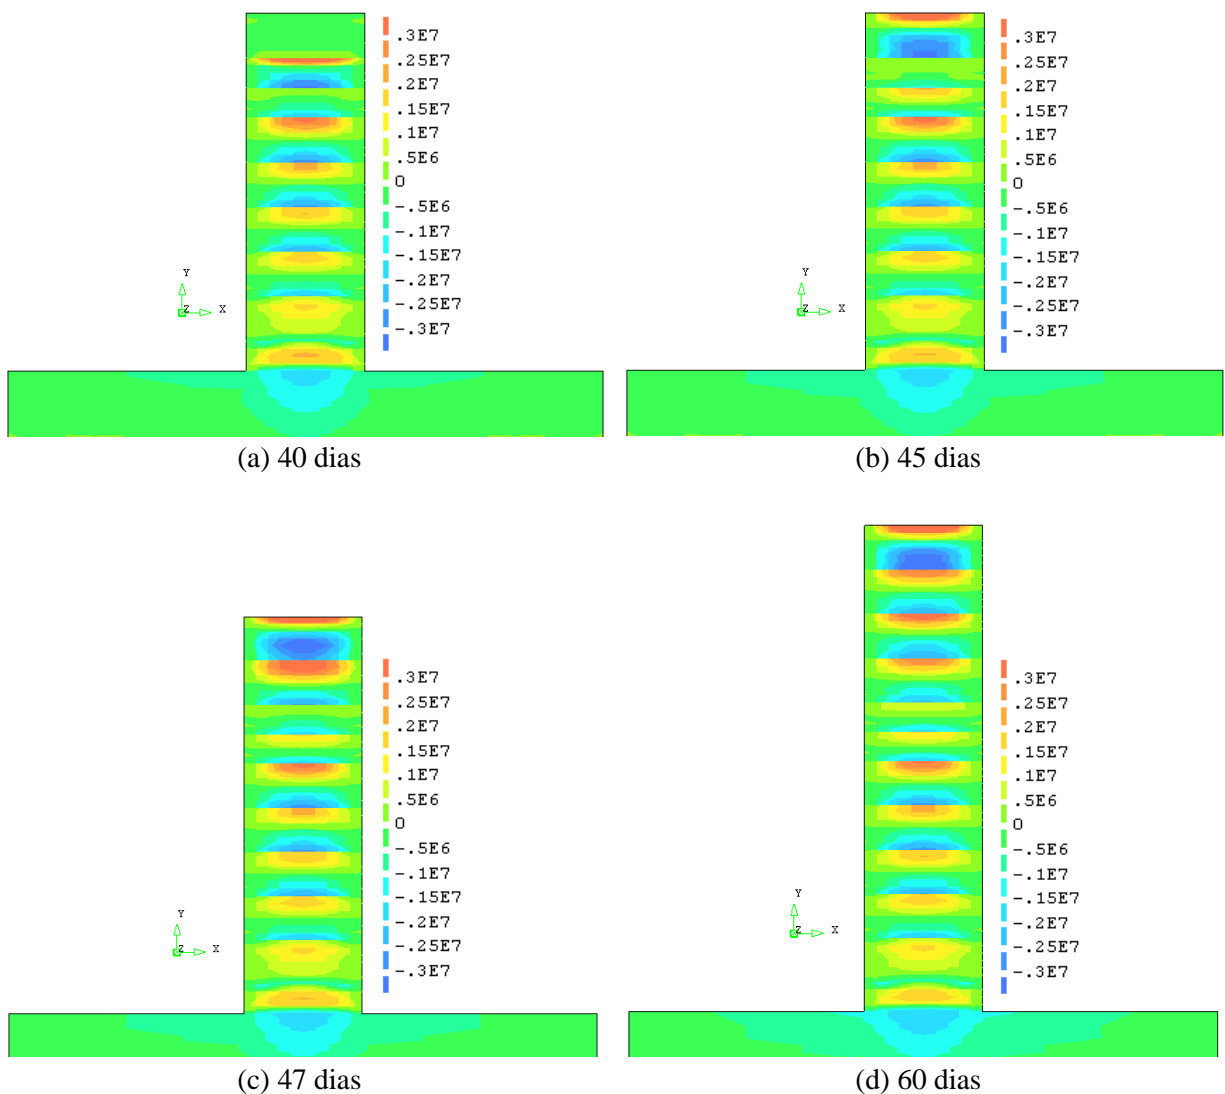 .3E7
.25E7
.2E7
.15E7
.1E7
.5E6
0
-.5E6
-.1E7
-.15E7
-.2E7
-.25E7
-.3E7
Y
Z X
(a) 40 dias
.3E7
.25E7
.2E7
.15E7
.1E7
.5E6
0
-.5E6
-.1E7
-.15E7
-.2E7
-.25E7
-.3E7
Y
Z X
(b) 45 dias
.3E7
.25E7
.2E7
.15E7
.1E7
.5E6
0
-.5E6
-.1E7
-.15E7
-.2E7
-.25E7
-.3E7
Y
Z X
(c) 47 dias
.3E7
.25E7
.2E7
.15E7
.1E7
.5E6
0
-.5E6
-.1E7
-.15E7
-.2E7
-.25E7
-.3E7
Y
Z X
(d) 60 dias